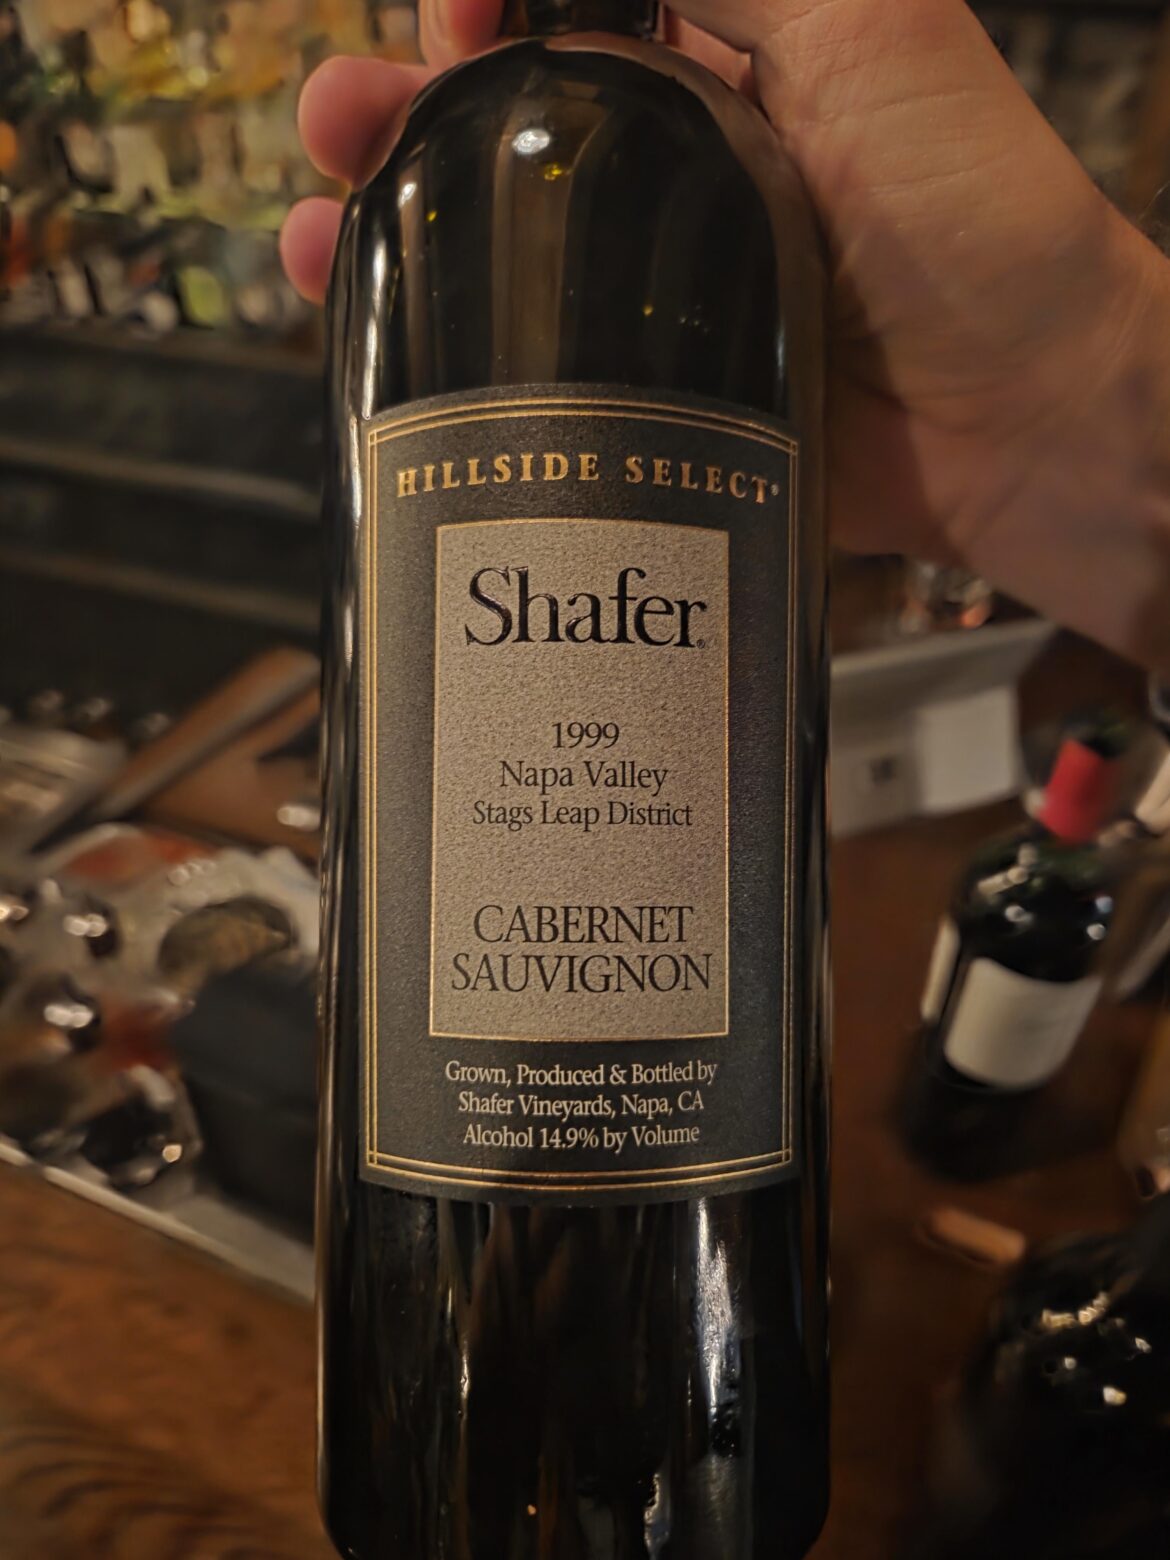 HILLSIDE SELECT®
Shafer®
1999
Napa Valley
Stags Leap District
CABERNET
SAUVIGNON
Grown, Produced & Bottled by
Shafer Vineyards, Napa, CA
Alcohol 14.9% by Volume